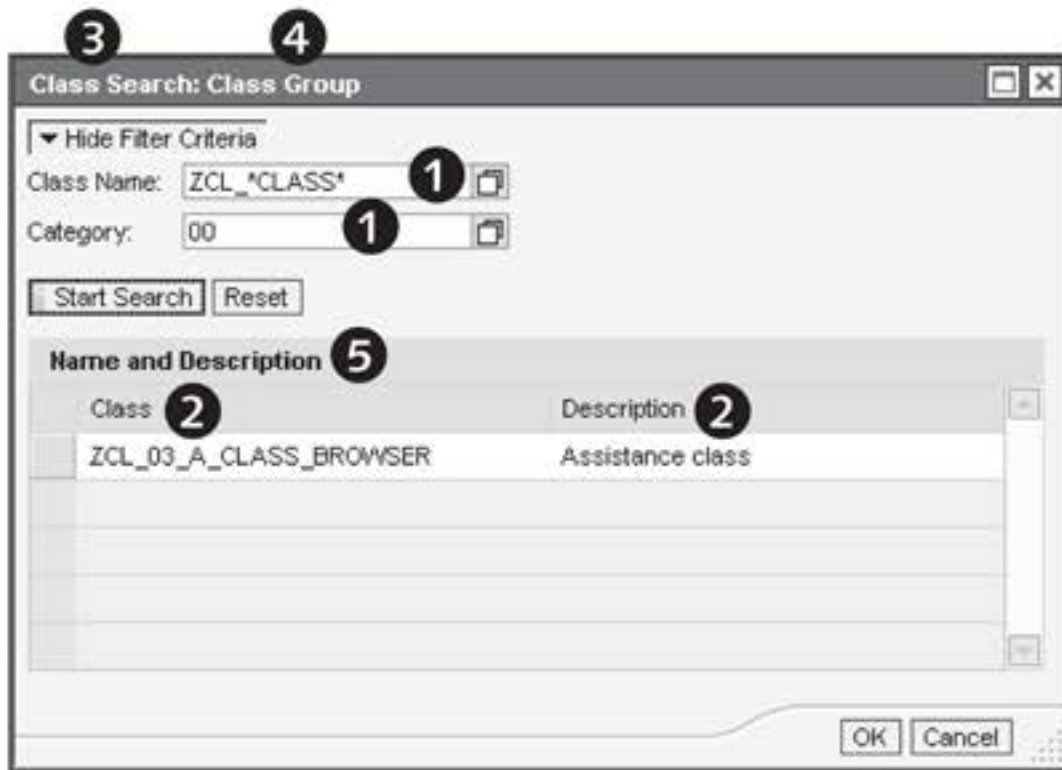 3 4
Class Search: Class Group
Hide Filter Criteria
Class Name: ZCL_*CLASS* 1
Category: 00 1
Start Search Reset
Name and Description 5
Class 2 Description 2
ZCL_03_A_CLASS_BROWSER Assistance class
OK Cancel